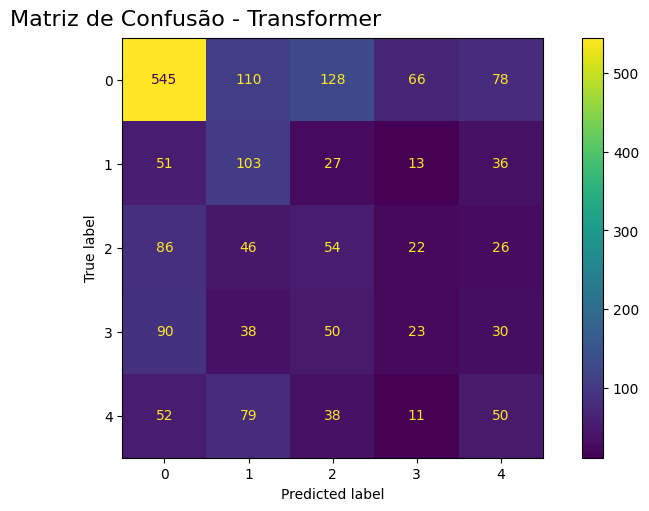 Matriz de Confusão - Transformer
0 545 110 128 66 78
1 51 103 27 13 36
2 86 46 54 22 26
3 90 38 50 23 30
4 52 79 38 11 50
0 1 2 3 4
Predicted label
True label
500
400
300
200
100